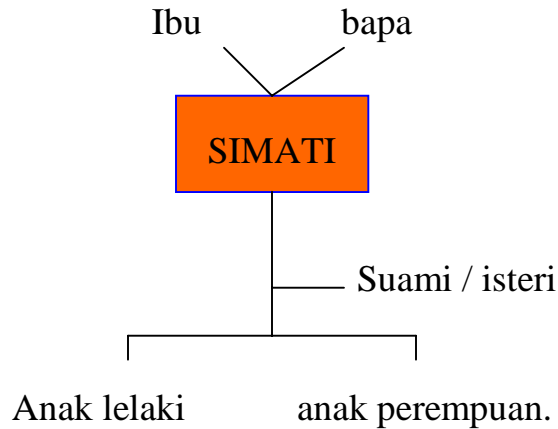 Ibu bapa
SIMATI
Suami / isteri
Anak lelaki anak perempuan.